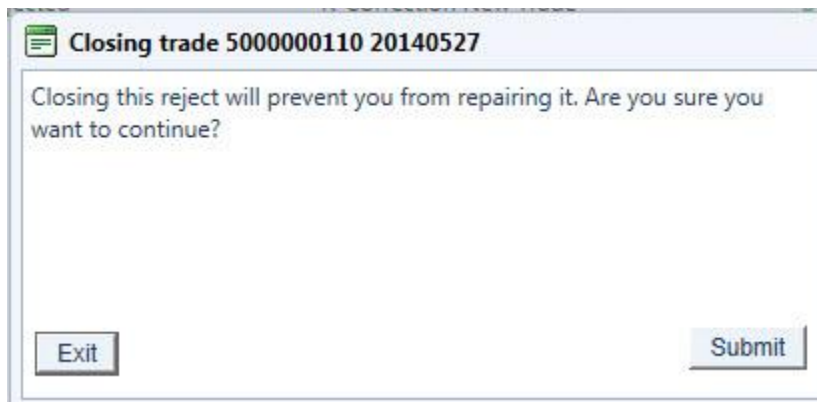 Closing trade 5000000110 20140527
Closing this reject will prevent you from repairing it. Are you sure you
want to continue?
Exit
Submit